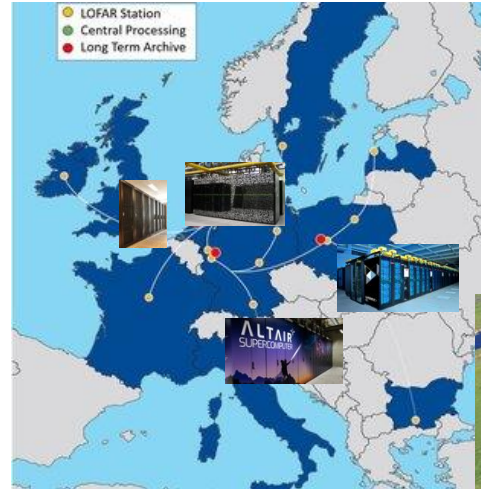 LOFAR Station
Central Processing
Long Term Archive
ALTAIR
SUPERCOMPUTER